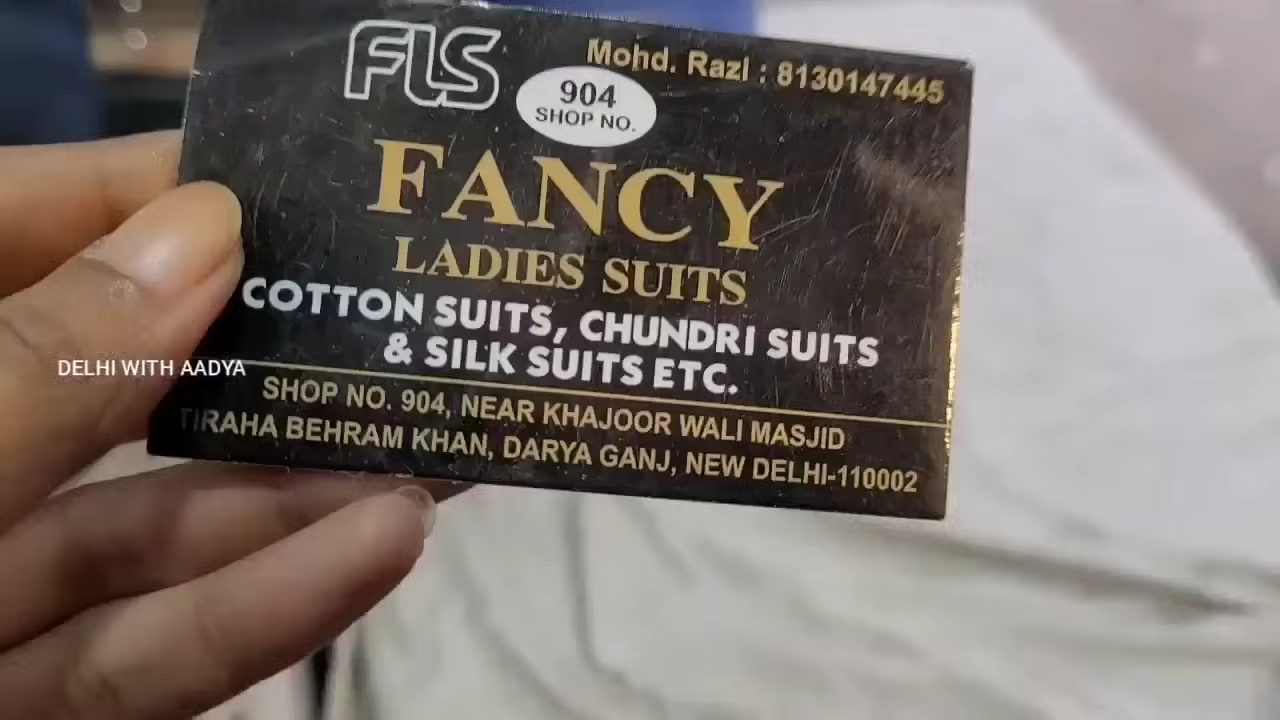 FLS
Mohd. Razi : 8130147445
904
SHOP NO.
FANCY
LADIES SUITS
COTTON SUITS, CHUNDRI SUITS
& SILK SUITS ETC.
SHOP NO. 904, NEAR KHAJOOR WALI MASJID
TIRAHA BEHRAM KHAN, DARYA GANJ, NEW DELHI-110002
DELHI WITH AADYA